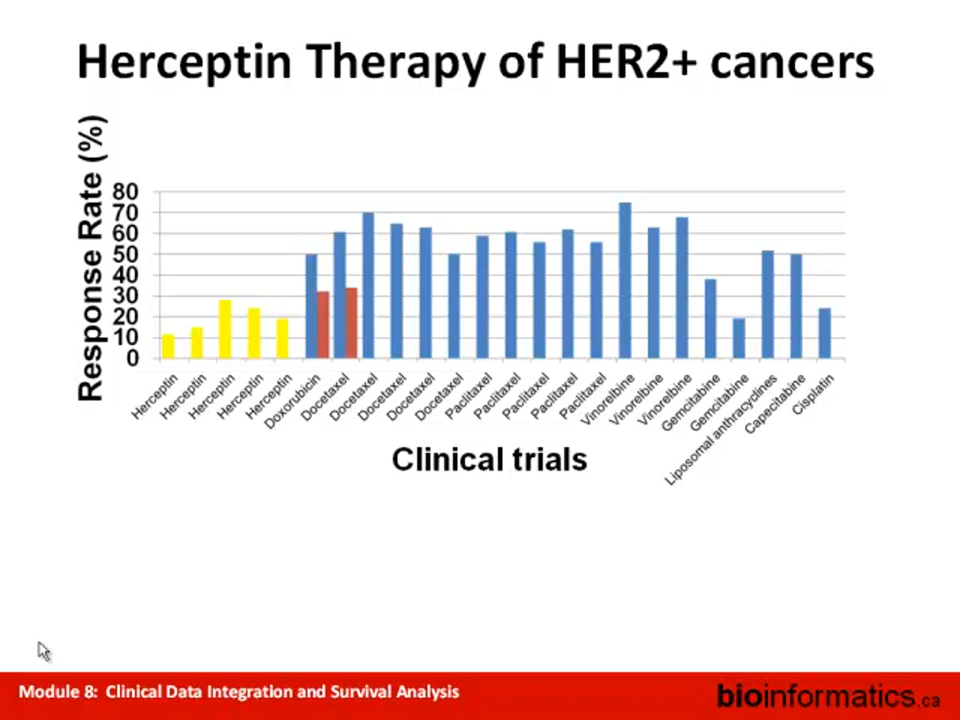 Herceptin Therapy of HER2+ cancers
Response Rate (%)
80
70
60
50
40
30
20
10
0
Herceptin
Herceptin
Herceptin
Herceptin
Herceptin
Doxorubicin
Docetaxel
Docetaxel
Docetaxel
Docetaxel
Docetaxel
Paclitaxel
Paclitaxel
Paclitaxel
Paclitaxel
Paclitaxel
Vinorelbine
Vinorelbine
Vinorelbine
Gemcitabine
Gemcitabine
Liposomal anthracyclines
Capecitabine
Cisplatin
Clinical trials
Module 8: Clinical Data Integration and Survival Analysis
bioinformatics.ca